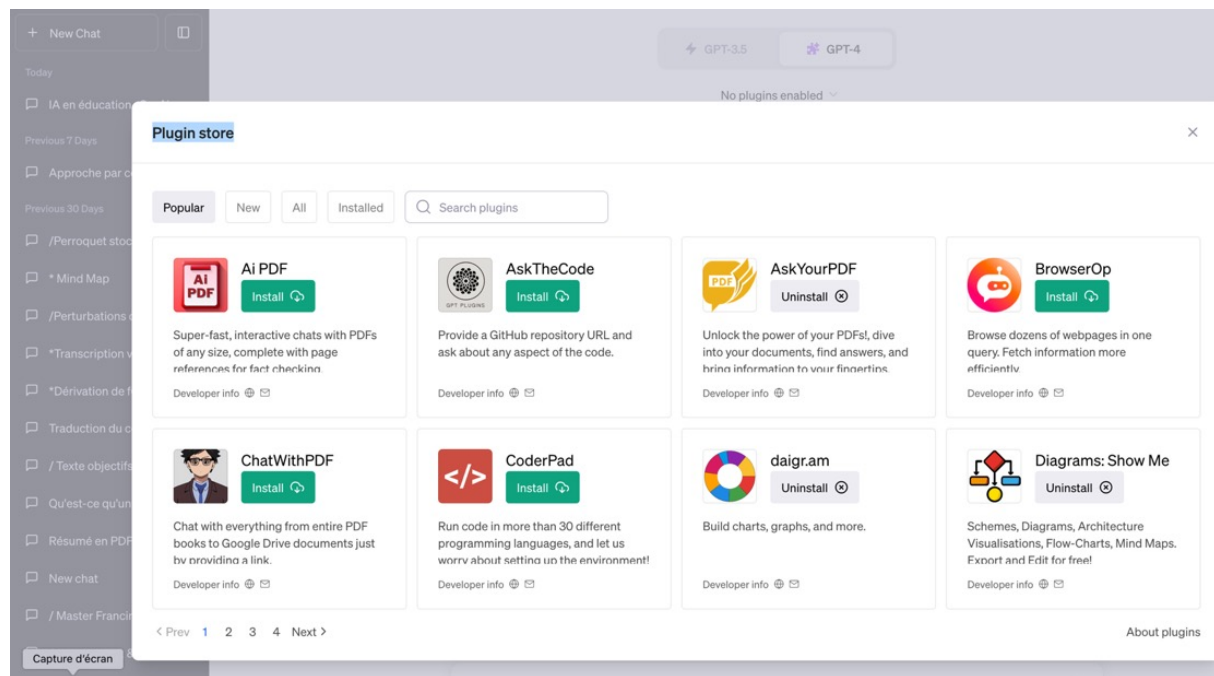 + New Chat
GPT-3.5
GPT-4
Today
No plugins enabled
IA en éducation
Previous 7 Days
Plugin store
Approche par
Previous 30 Days
Popular
New
All
Installed
Search plugins
/Perroquet
* Mind Map
/Perturbations
*Transcription
*Dérivation de
Traduction du
/ Texte objectifs
Qu'est-ce qu'un
Résumé en PDF
New chat
/ Master
Capture d'écran
Ai PDF
Ai PDF
Install
Super-fast, interactive chats with PDFs
of any size, complete with page
references for fact checking.
Developer info
GPT PLUGINS
AskTheCode
Install
Provide a GitHub repository URL and
ask about any aspect of the code.
Developer info
PDF
AskYourPDF
Uninstall
Unlock the power of your PDFs!, dive
into your documents, find answers, and
bring information to your fingertips.
Developer info
BrowserOp
Install
Browse dozens of webpages in one
query. Fetch information more
efficiently
Developer info
ChatWithPDF
Install
Chat with everything from entire PDF
books to Google Drive documents just
by providing a link.
Developer info
</>
CoderPad
Install
Run code in more than 30 different
programming languages, and let us
worry about setting up the environment!
Developer info
daigr.am
Uninstall
Build charts, graphs, and more.
Developer info
Diagrams: Show Me
Uninstall
Schemes, Diagrams, Architecture
Visualisations, Flow-Charts, Mind Maps.
Export and Edit for free!
Developer info
< Prev 1 2 3 4 Next >
About plugins